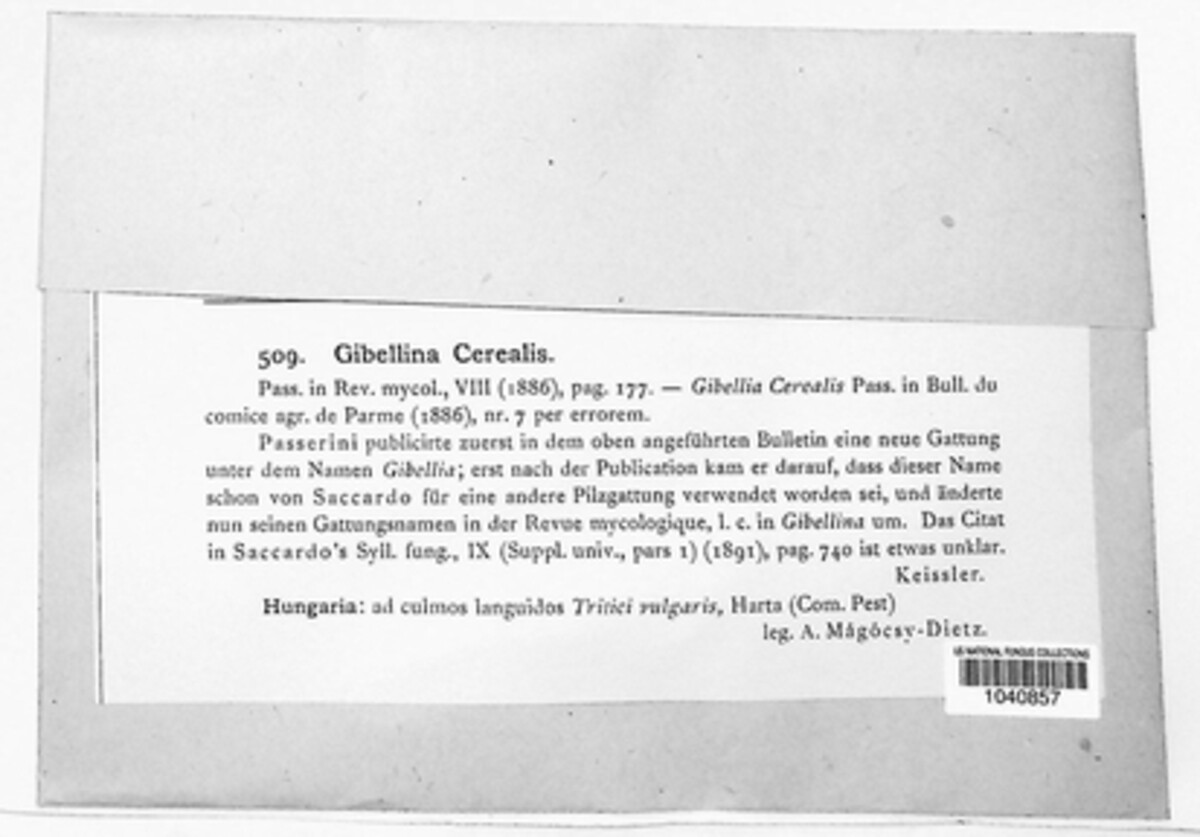 509. Gibellina Cerealis.
Pass. in Rev. mycol., VIII (1886), pag. 177. — Gibellia Cerealis Pass. in Bull. du
comice agr. de Parme (1886), nr. 7 per errorem.
Passerini publicirte zuerst in dem oben angeführten Bulletin eine neue Gattung
unter dem Namen Gibellia; erst nach der Publication kam er darauf, dass dieser Name
schon von Saccardo für eine andere Pilzgattung verwendet worden sei, und änderte
nun seinen Gattungsnamen in der Revue mycologique, l. c. in Gibellina um. Das Citat
in Saccardo's Syll. fung., IX (Suppl. univ., pars 1) (1891), pag. 740 ist etwas unklar.
Keissler.
Hungaria: ad culmos languidos Tritici vulgaris, Harta (Com. Pest)
leg. A. Mágócsy-Dietz.
US NATIONAL FUNGUS COLLECTIONS
1040857